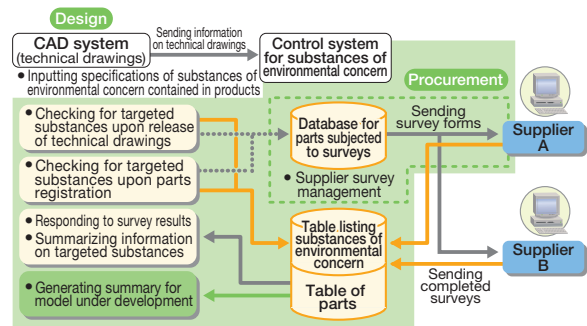 Design
CAD system
(technical drawings)
Sending information
on technical drawings
Control system
for substances of
environmental concern
• Inputting specifications of substances of
environmental concern contained in products
Procurement
• Checking for targeted
substances upon release
of technical drawings
• Checking for targeted
substances upon parts
registration
Database for
parts subjected
to surveys
• Supplier survey
management
Sending
survey forms
Supplier
A
• Responding to survey results
• Summarizing information
on targeted substances
Table listing
substances of
environmental
concern
Table of
parts
Supplier
B
Sending
completed
surveys
• Generating summary for
model under development